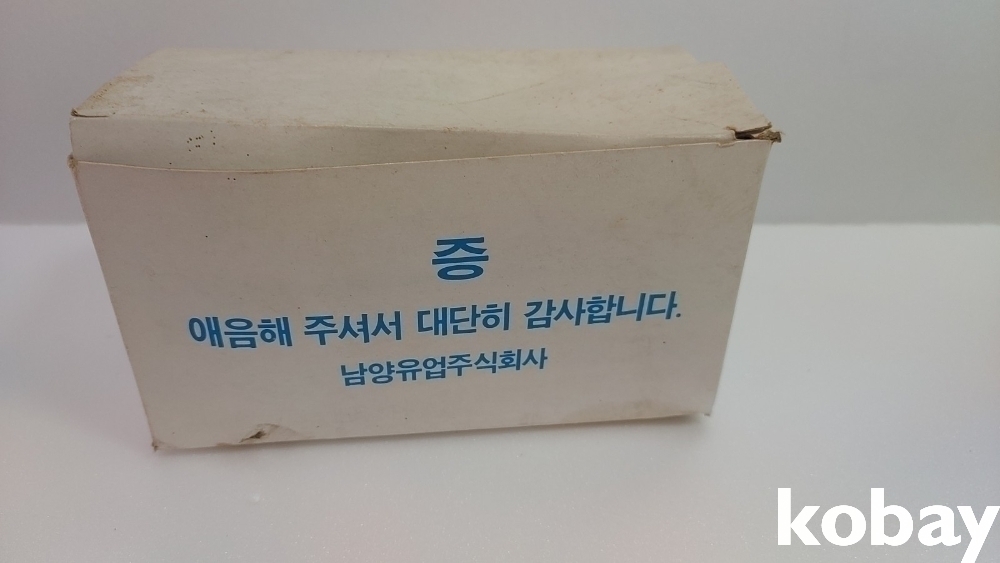 증
애음해 주셔서 대단히 감사합니다.
남양유업주식회사
kobay